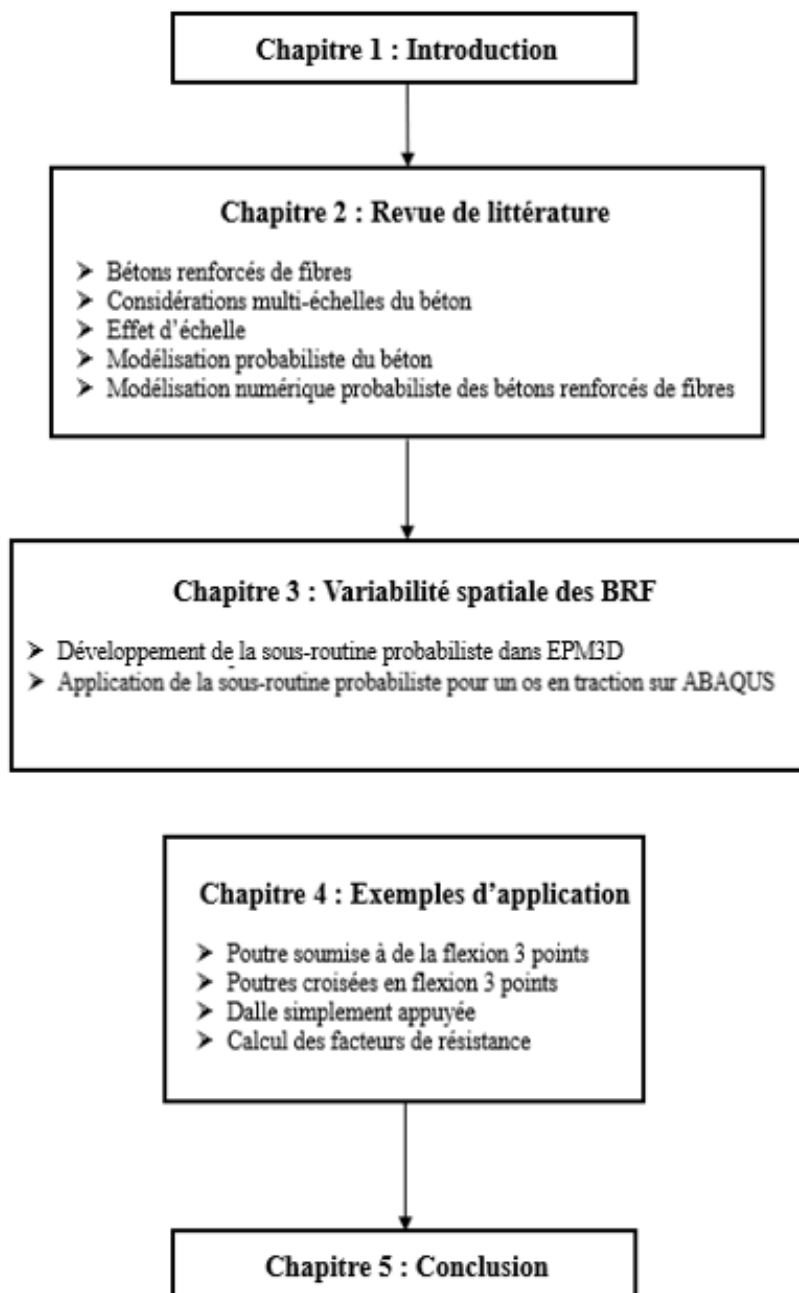 Chapitre 1 : Introduction
Chapitre 2 : Revue de littérature
➤ Bétons renforcés de fibres
➤ Considérations multi-échelles du béton
➤ Effet d'échelle
➤ Modélisation probabiliste du béton
➤ Modélisation numérique probabiliste des bétons renforcés de fibres
Chapitre 3 : Variabilité spatiale des BRF
➤ Développement de la sous-routine probabiliste dans EPM3D
➤ Application de la sous-routine probabiliste pour un os en traction sur ABAQUS
Chapitre 4 : Exemples d'application
➤ Poutre soumise à de la flexion 3 points
➤ Poutres croisées en flexion 3 points
➤ Dalle simplement appuyée
➤ Calcul des facteurs de résistance
Chapitre 5 : Conclusion